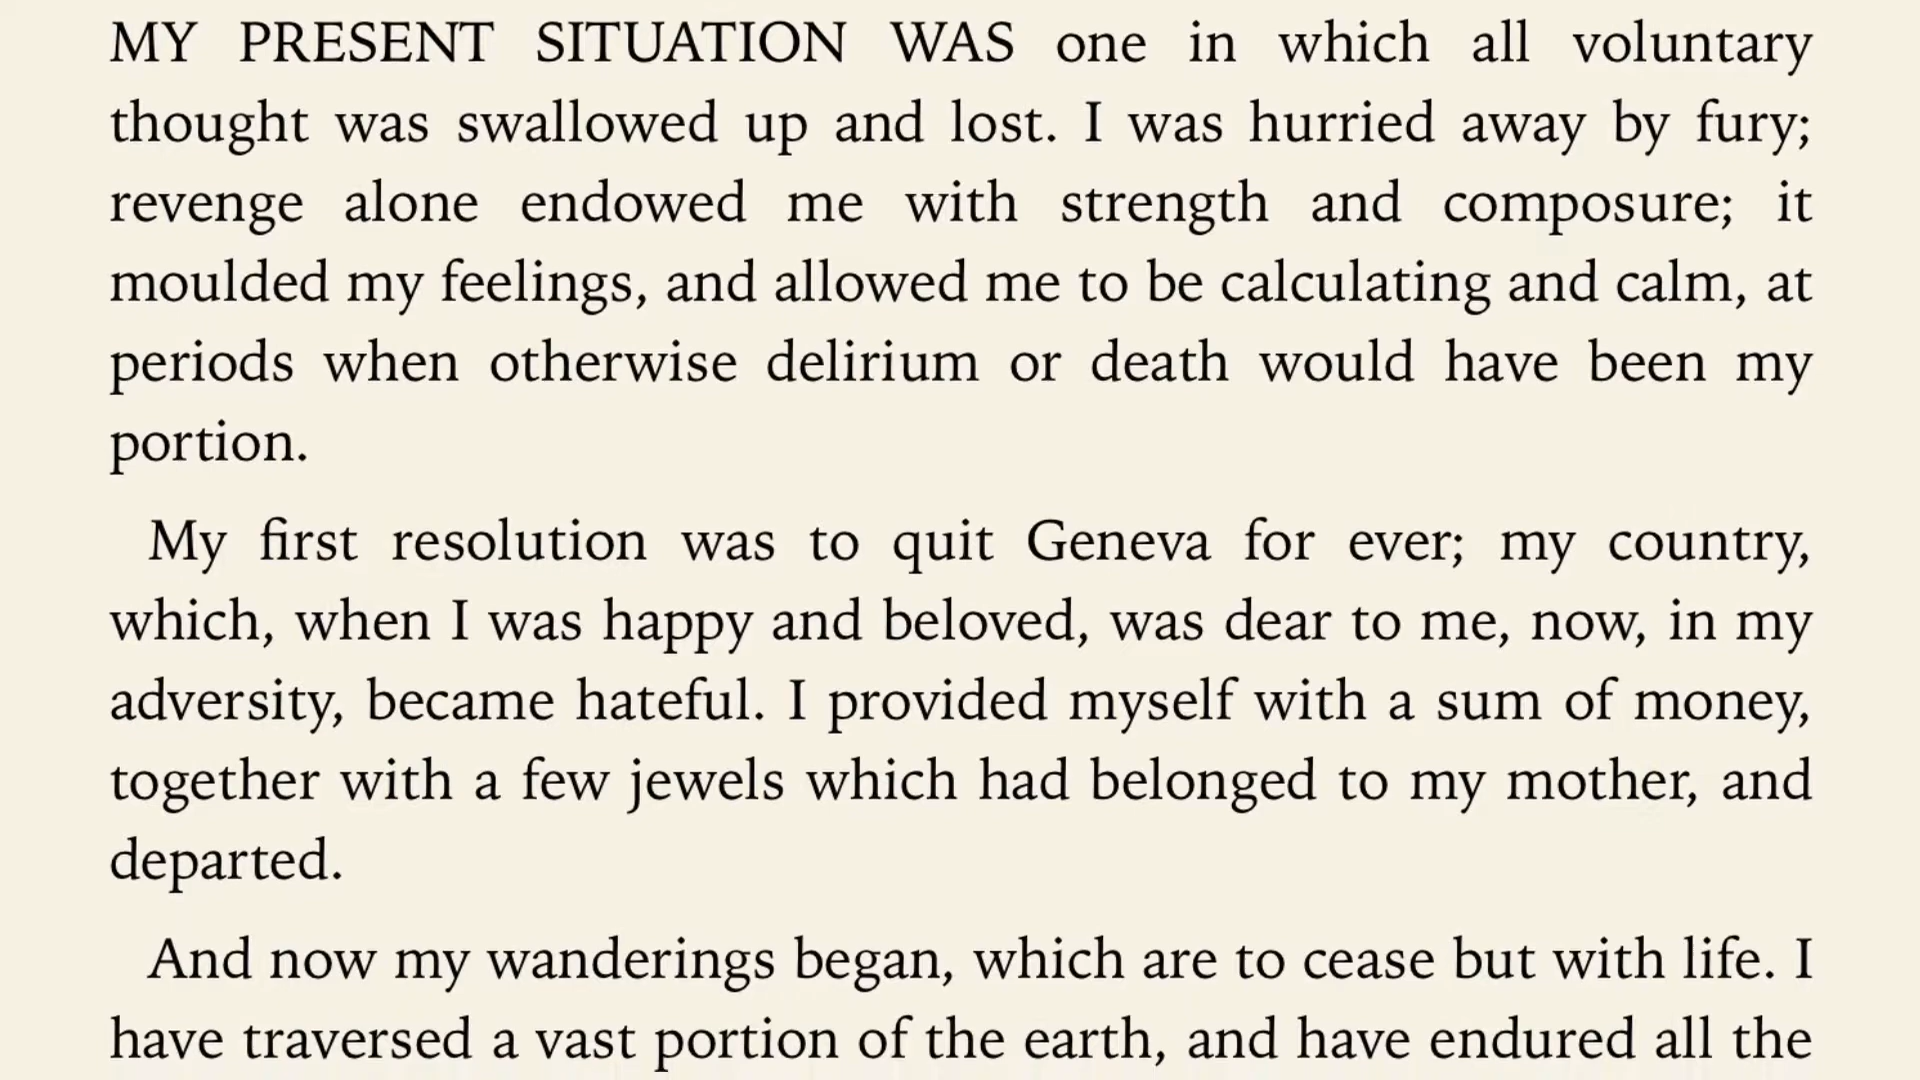 MY PRESENT SITUATION WAS one in which all voluntary
thought was swallowed up and lost. I was hurried away by fury;
revenge alone endowed me with strength and composure; it
moulded my feelings, and allowed me to be calculating and calm, at
periods when otherwise delirium or death would have been my
portion.
My first resolution was to quit Geneva for ever; my country,
which, when I was happy and beloved, was dear to me, now, in my
adversity, became hateful. I provided myself with a sum of money,
together with a few jewels which had belonged to my mother, and
departed.
And now my wanderings began, which are to cease but with life. I
have traversed a vast portion of the earth, and have endured all the